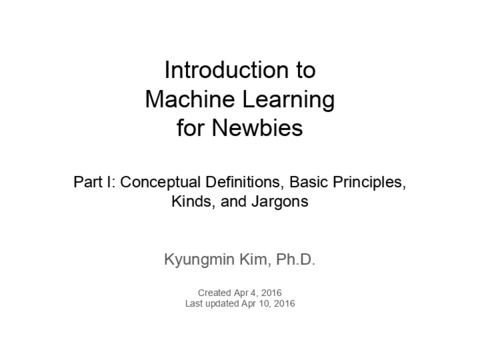 Introduction to
Machine Learning
for Newbies
Part I: Conceptual Definitions, Basic Principles,
Kinds, and Jargons
Kyungmin Kim, Ph.D.
Created Apr 4, 2016
Last updated Apr 10, 2016